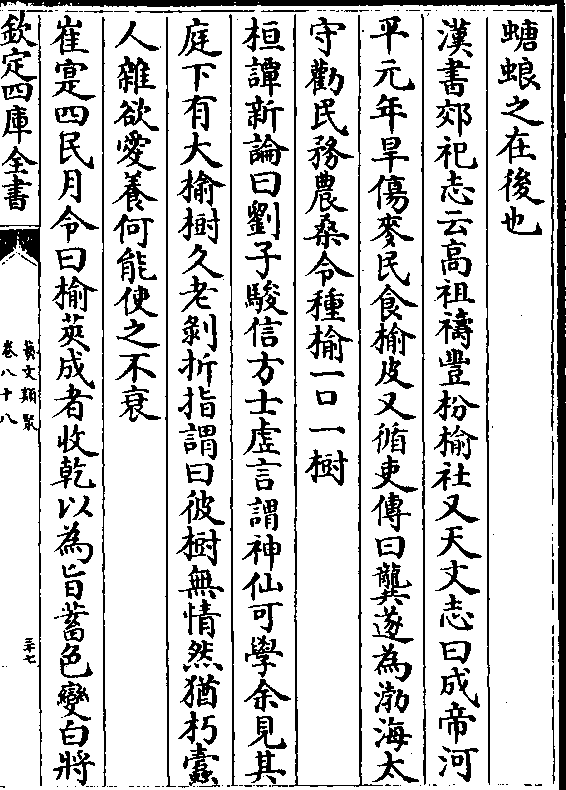 螗蜋之在後也
漢書郊祀志云高祖禱豐枌榆社又天文志曰成帝河
平元年旱傷麥民食榆皮又循吏傳曰龔遂為渤海太
守勸民務農桑令種榆一口一樹
桓譚新論曰劉子駿信方士虛言謂神仙可學余見其
庭下有大榆樹久老剝折指謂曰彼樹無情然猶朽蠹
人雜欲愛養何能使之不衰
崔寔四民月令曰榆莢成者收乾以為旨蓄色變白將
欽定四庫全書
藝文類聚
卷八十八
三十七